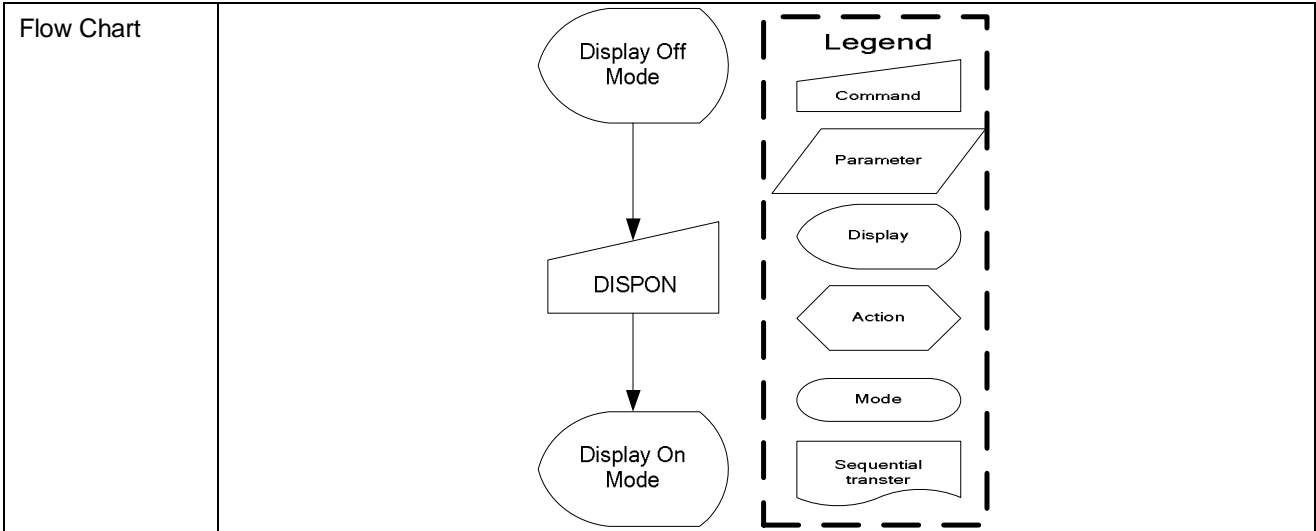 Flow Chart
Display Off
Mode
DISPON
Display On
Mode
Legend
Command
Parameter
Display
Action
Mode
Sequential
transter